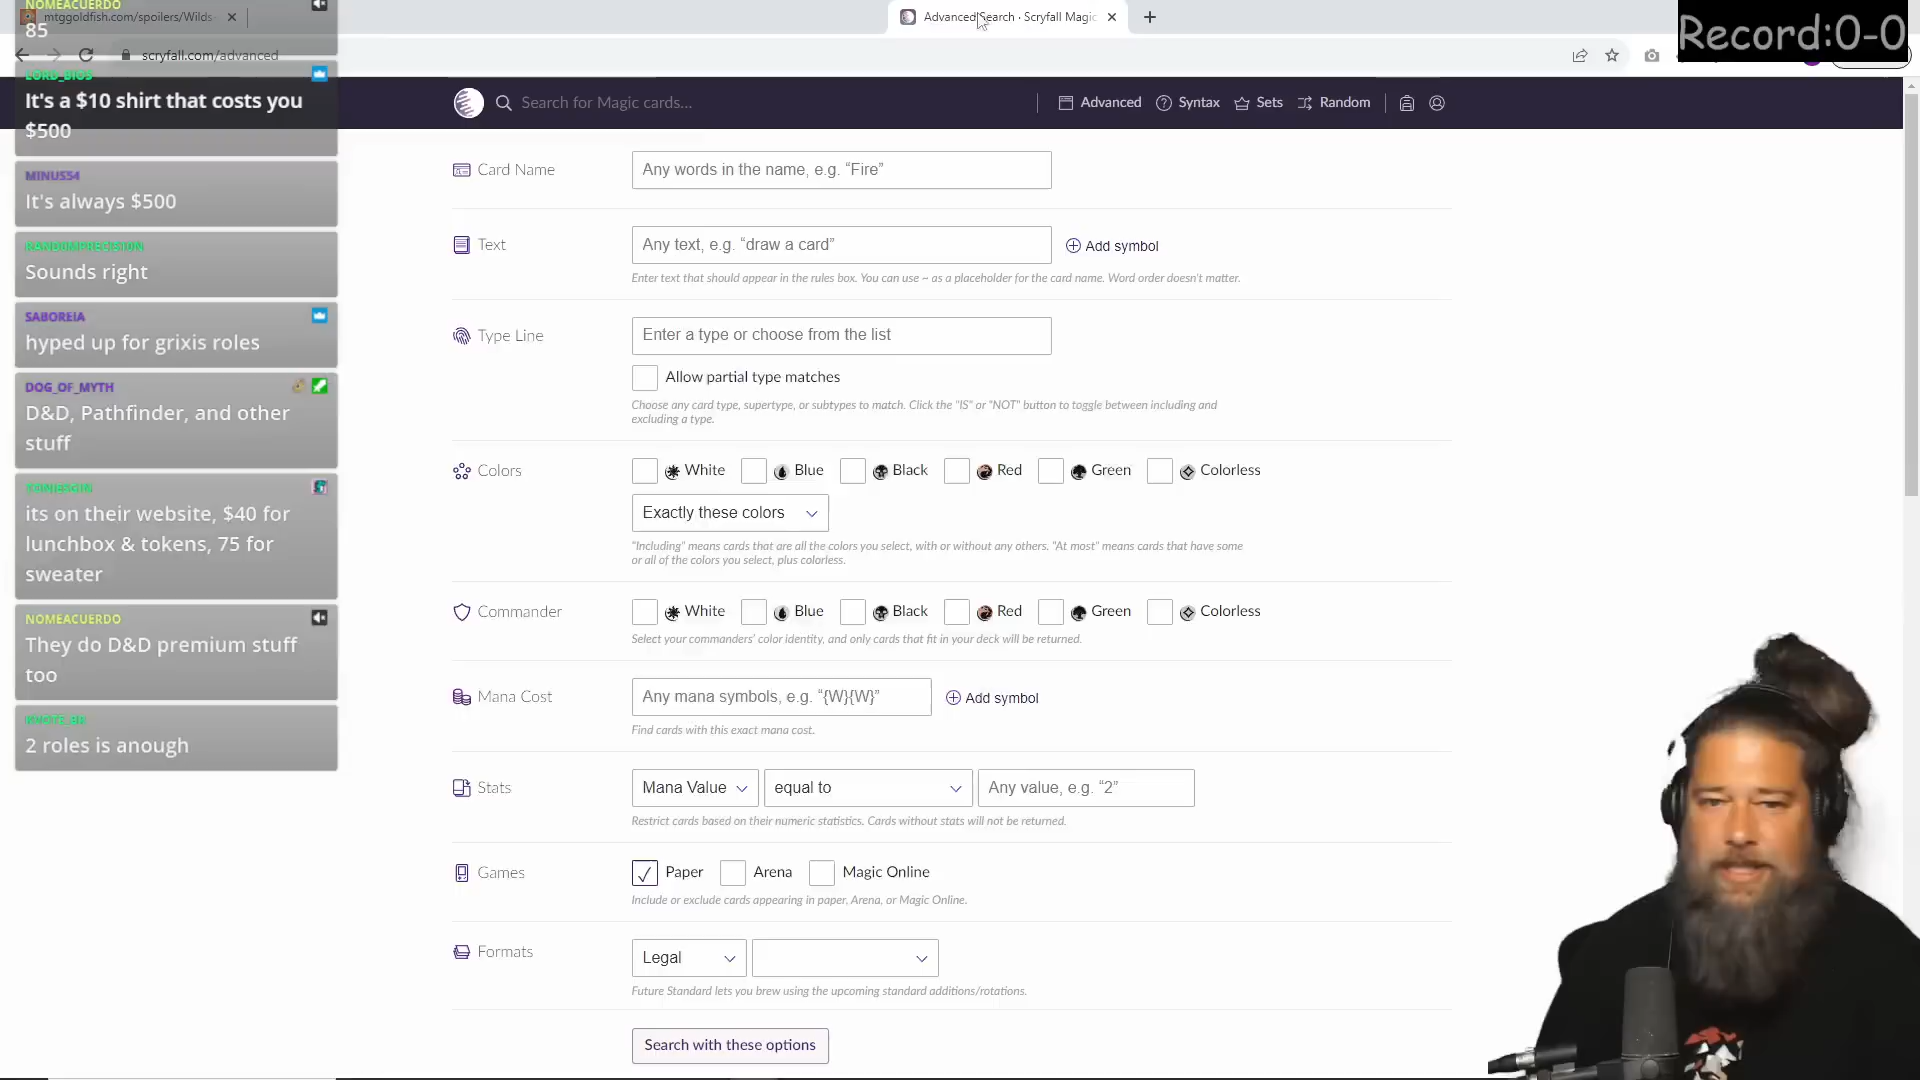 NOMEACUERDO
85
LORD_BIOS
It's a $10 shirt that costs you
$500
MINUS54
It's always $500
RANDOMPRECISION
Sounds right
SABOREIA
hyped up for grixis roles
DOG_OF_MYTH
D&D, Pathfinder, and other
stuff
its on their website, $40 for
lunchbox & tokens, 75 for
sweater
NOMEACUERDO
They do D&D premium stuff
too
2 roles is anough
mtggoldfish.com/spoilers/Wilds
Advanced Search · Scryfall Magic
scryfall.com/advanced
Record:0-0
Search for Magic cards...
Advanced
Syntax
Sets
Random
Card Name
Any words in the name, e.g. “Fire”
Text
Any text, e.g. “draw a card”
Add symbol
Enter text that should appear in the rules box. You can use ~ as a placeholder for the card name. Word order doesn't matter.
Type Line
Enter a type or choose from the list
Allow partial type matches
Choose any card type, supertype, or subtypes to match. Click the "IS" or "NOT" button to toggle between including and
excluding a type.
Colors
White
Blue
Black
Red
Green
Colorless
Exactly these colors
"Including" means cards that are all the colors you select, with or without any others. "At most" means cards that have some
or all of the colors you select, plus colorless.
Commander
White
Blue
Black
Red
Green
Colorless
Select your commanders' color identity, and only cards that fit in your deck will be returned.
Mana Cost
Any mana symbols, e.g. “{W}{W}”
Add symbol
Find cards with this exact mana cost.
Stats
Mana Value
equal to
Any value, e.g. “2”
Restrict cards based on their numeric statistics. Cards without stats will not be returned.
Games
Paper
Arena
Magic Online
Include or exclude cards appearing in paper, Arena, or Magic Online.
Formats
Legal
Future Standard lets you brew using the upcoming standard additions/rotations.
Search with these options